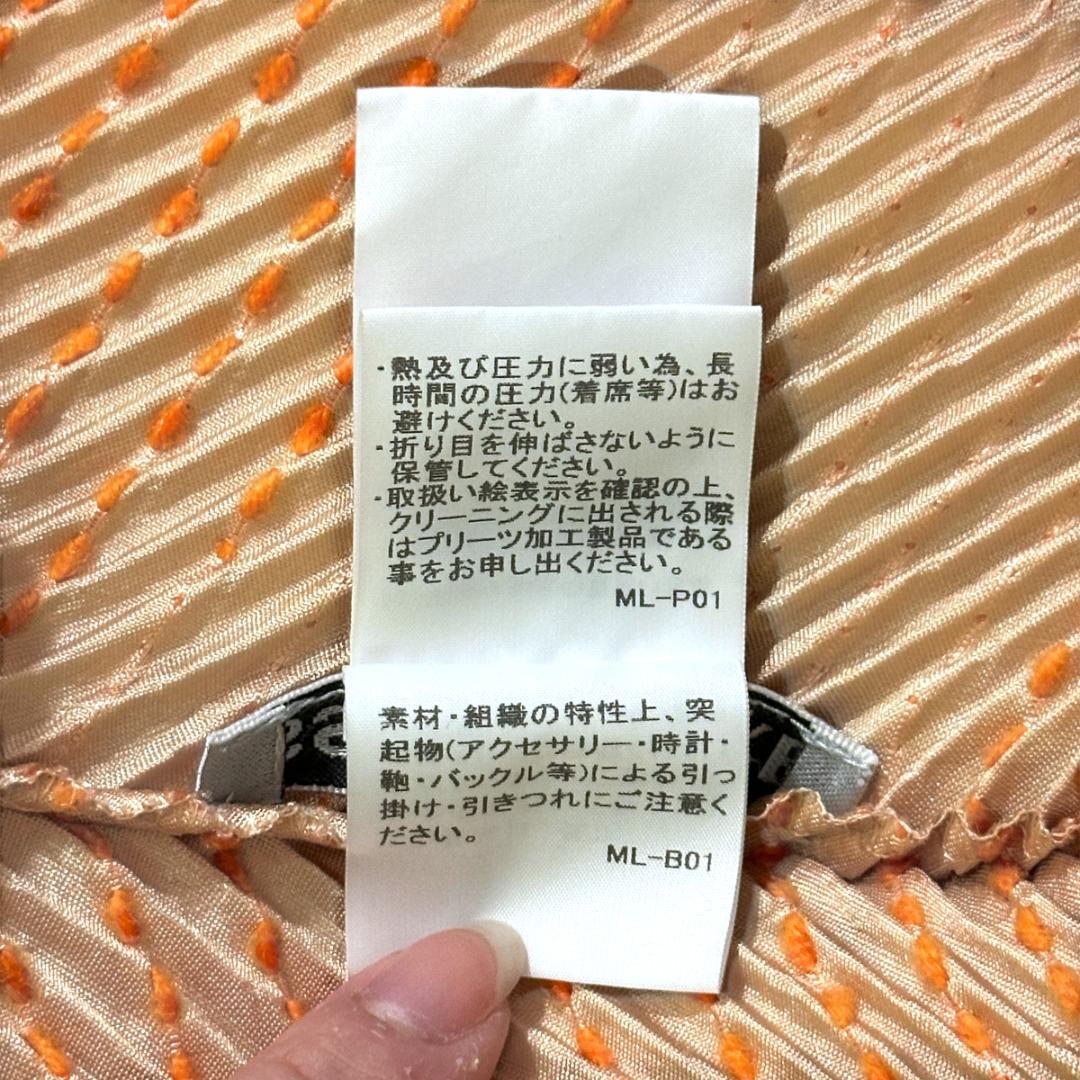 ・熱及び圧力に弱い為、長
時間の圧力(着席等)はお
避けください。
・折り目を伸ばさないように
保管してください。
・取扱い絵表示を確認の上、
クリーニングに出される際
はプリーツ加工製品である
事をお申し出ください。
ML-P01
素材・組織の特性上、突
起物(アクセサリー・時計・
鞄・バックル等)による引っ
掛け・引きつれにご注意く
ださい。
ML-B01